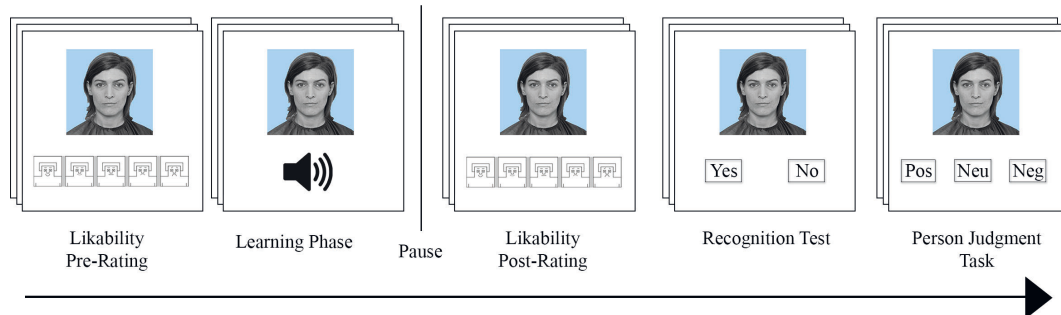 Yes
No
Pos
Neu
Neg
Likability
Pre-Rating
Learning Phase
Pause
Likability
Post-Rating
Recognition Test
Person Judgment
Task